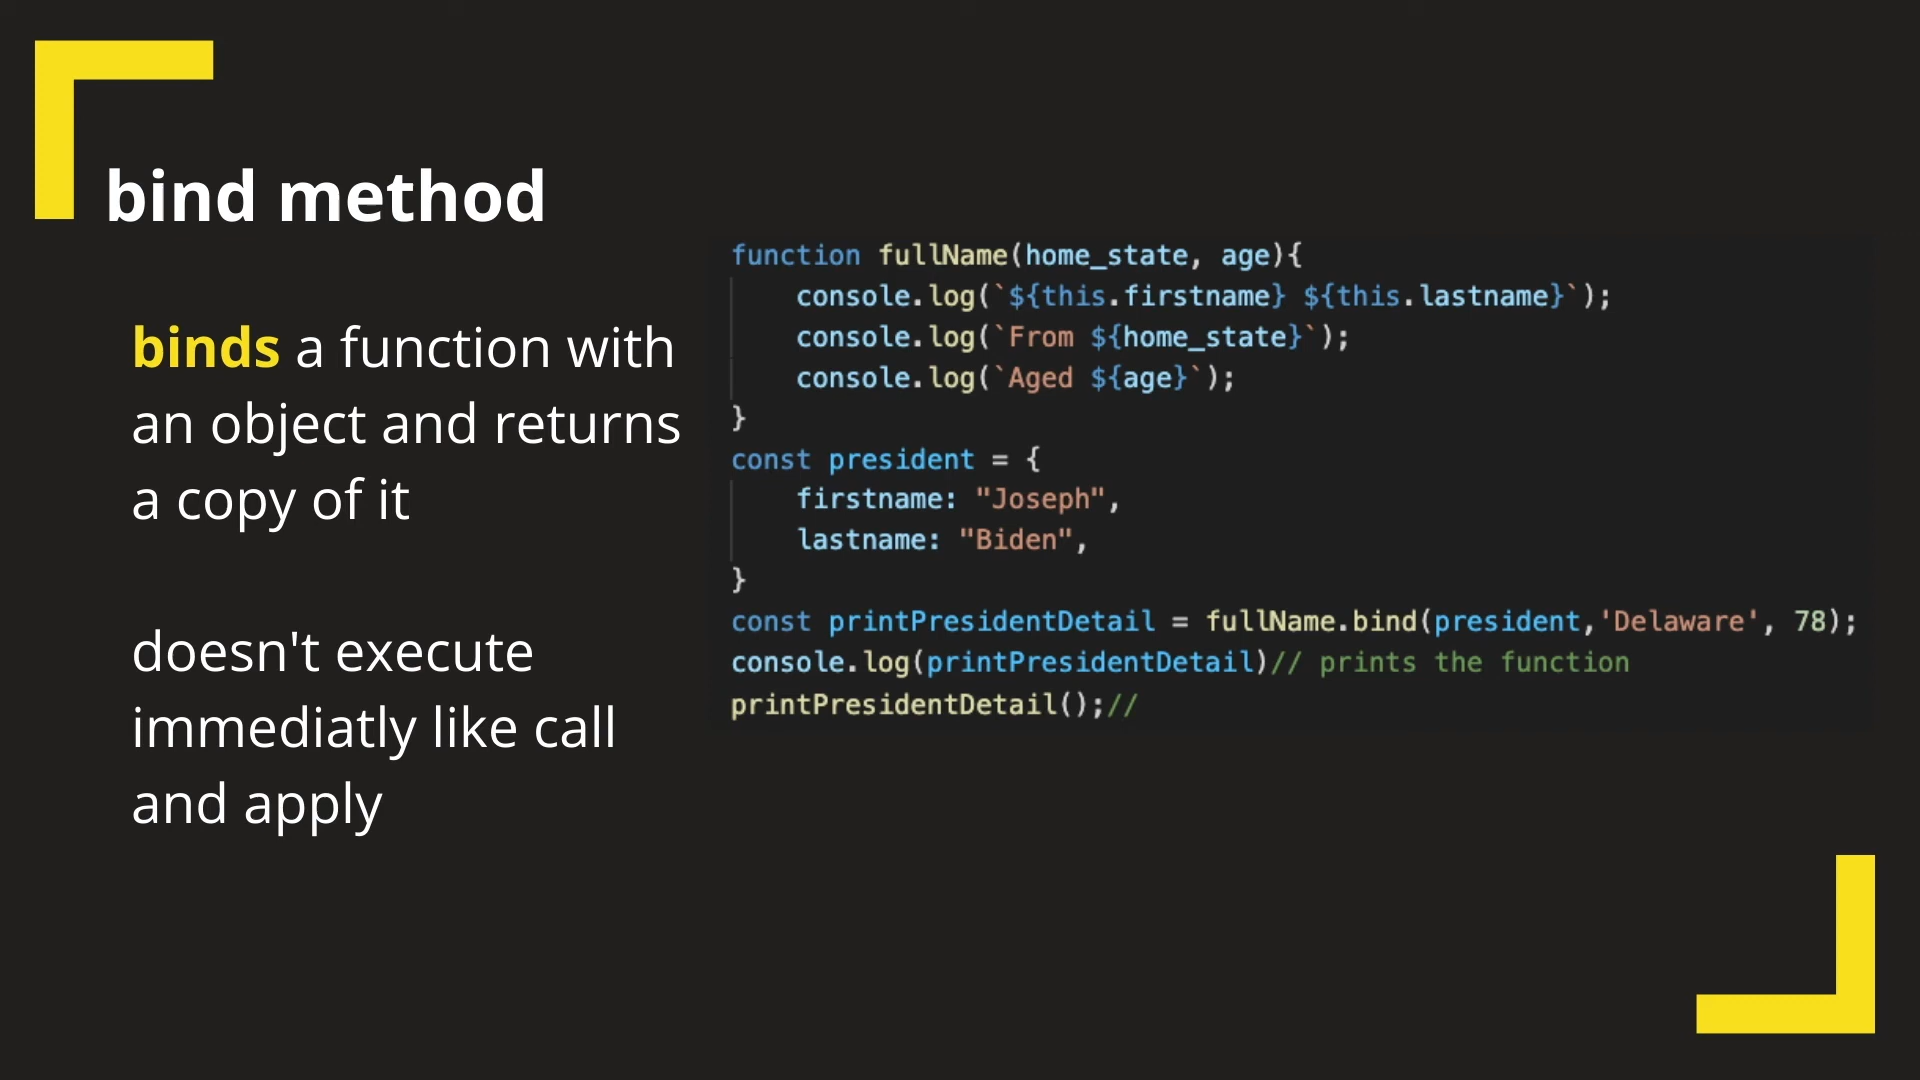 bind method
binds a function with
an object and returns
a copy of it
doesn't execute
immediatly like call
and apply
function fullName(home_state, age){
    console.log(`${this.firstname} ${this.lastname}`);
    console.log(`From ${home_state}`);
    console.log(`Aged ${age}`);
}
const president = {
    firstname: "Joseph",
    lastname: "Biden",
}
const printPresidentDetail = fullName.bind(president,'Delaware', 78);
console.log(printPresidentDetail)// prints the function
printPresidentDetail();//